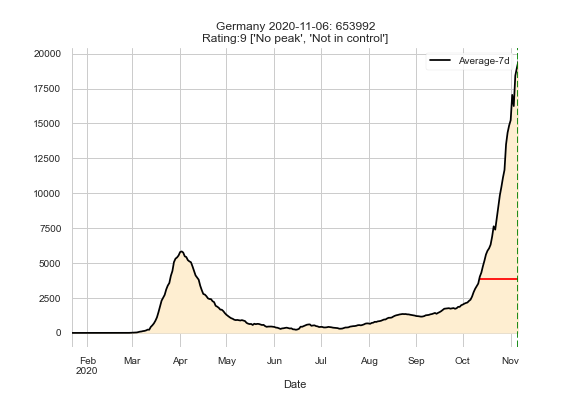 Germany 2020-11-06: 653992
Rating:9 ['No peak', 'Not in control']
Average-7d
20000
17500
15000
12500
10000
7500
5000
2500
0
Feb Mar Apr May Jun Jul Aug Sep Oct Nov
2020
Date